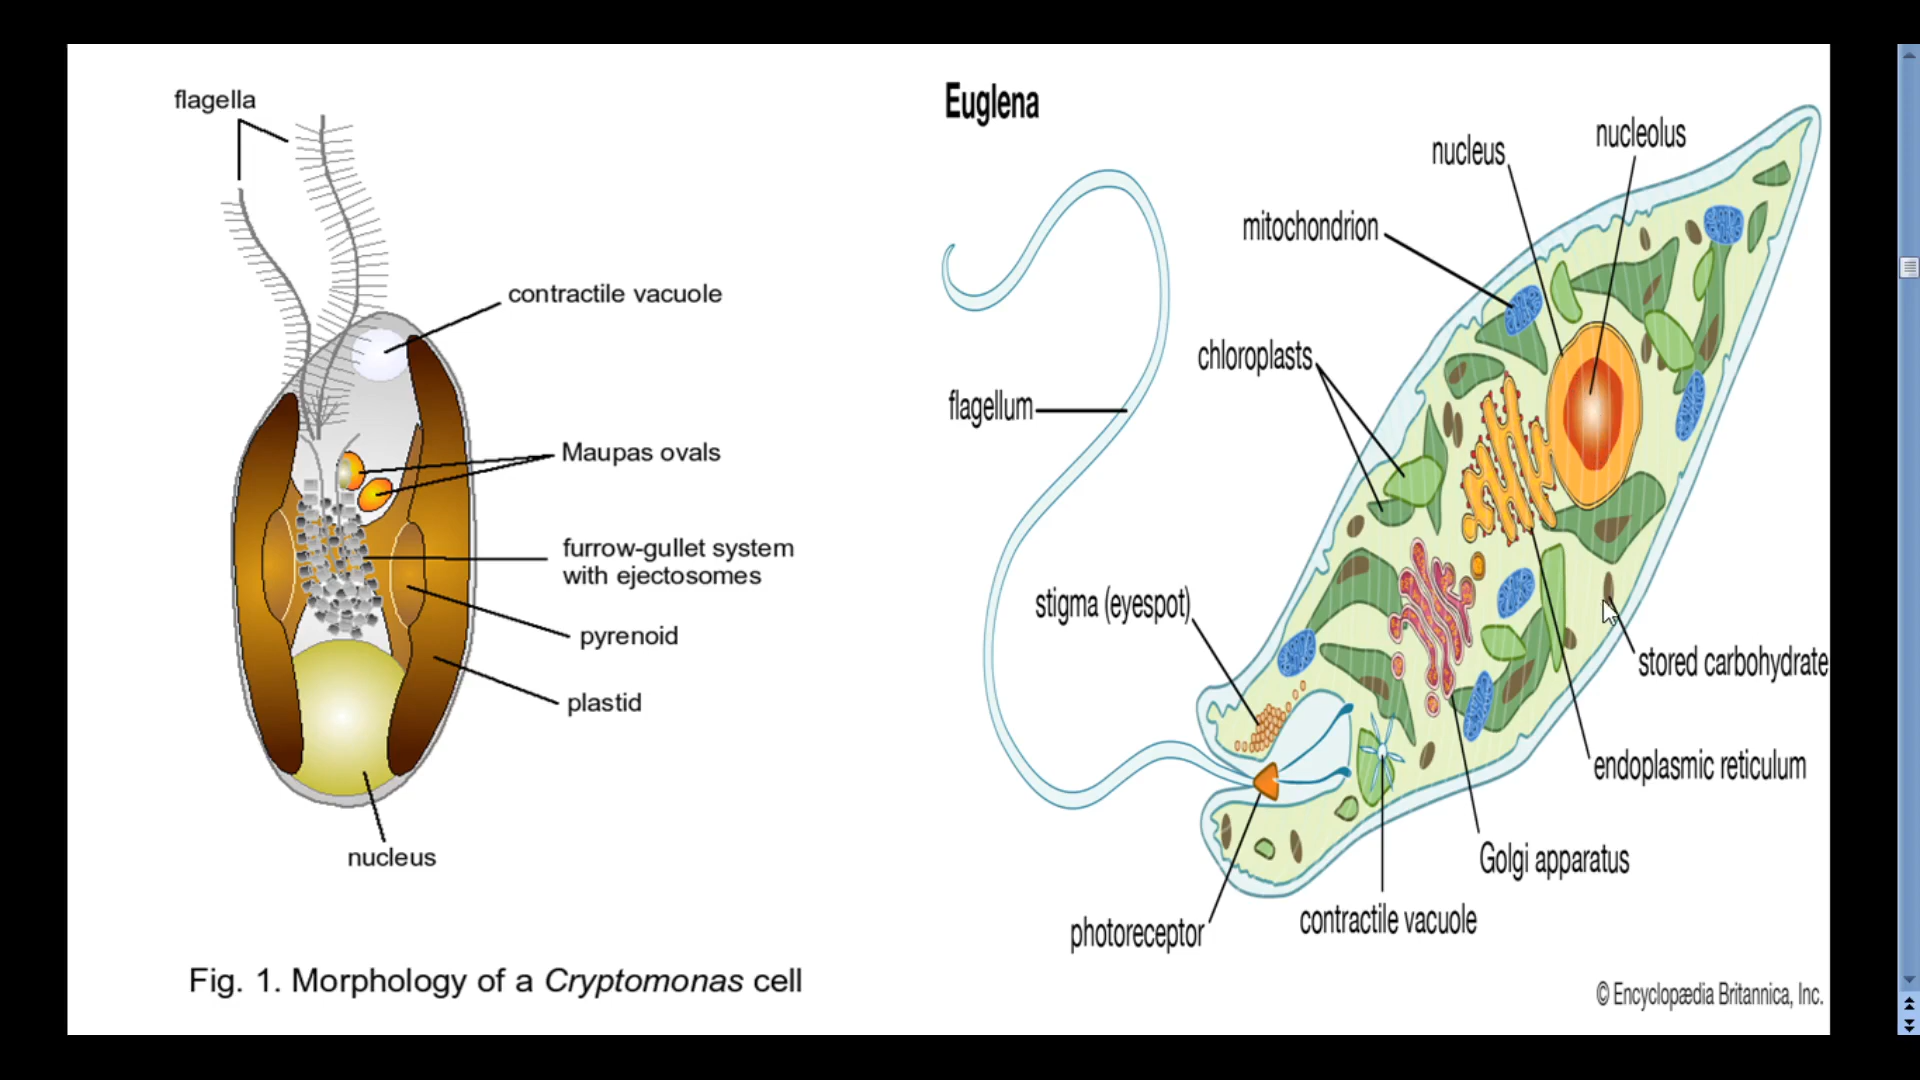 flagella
contractile vacuole
Maupas ovals
furrow-gullet system
with ejectosomes
pyrenoid
plastid
nucleus
Fig. 1. Morphology of a Cryptomonas cell
Euglena
nucleolus
nucleus
mitochondrion
chloroplasts
flagellum
stigma (eyespot)
stored carbohydrate
endoplasmic reticulum
Golgi apparatus
contractile vacuole
photoreceptor
© Encyclopædia Britannica, Inc.